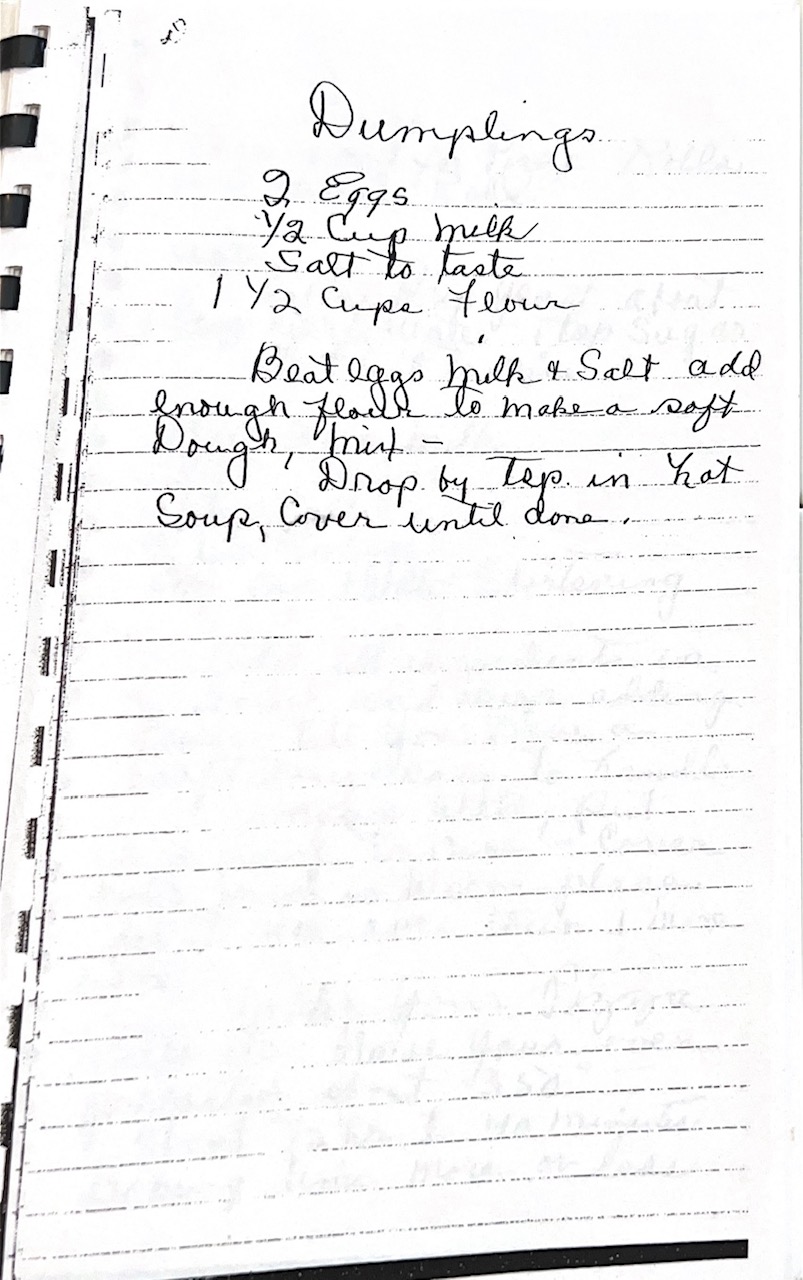 Dumplings
2 Eggs
1/2 Cup Milk
Salt to taste
1 1/2 Cups flour
Beat eggs Milk & Salt add
enough flour to make a soft
Dough, mix -
Drop by Tsp. in hot
Soup, Cover until done.